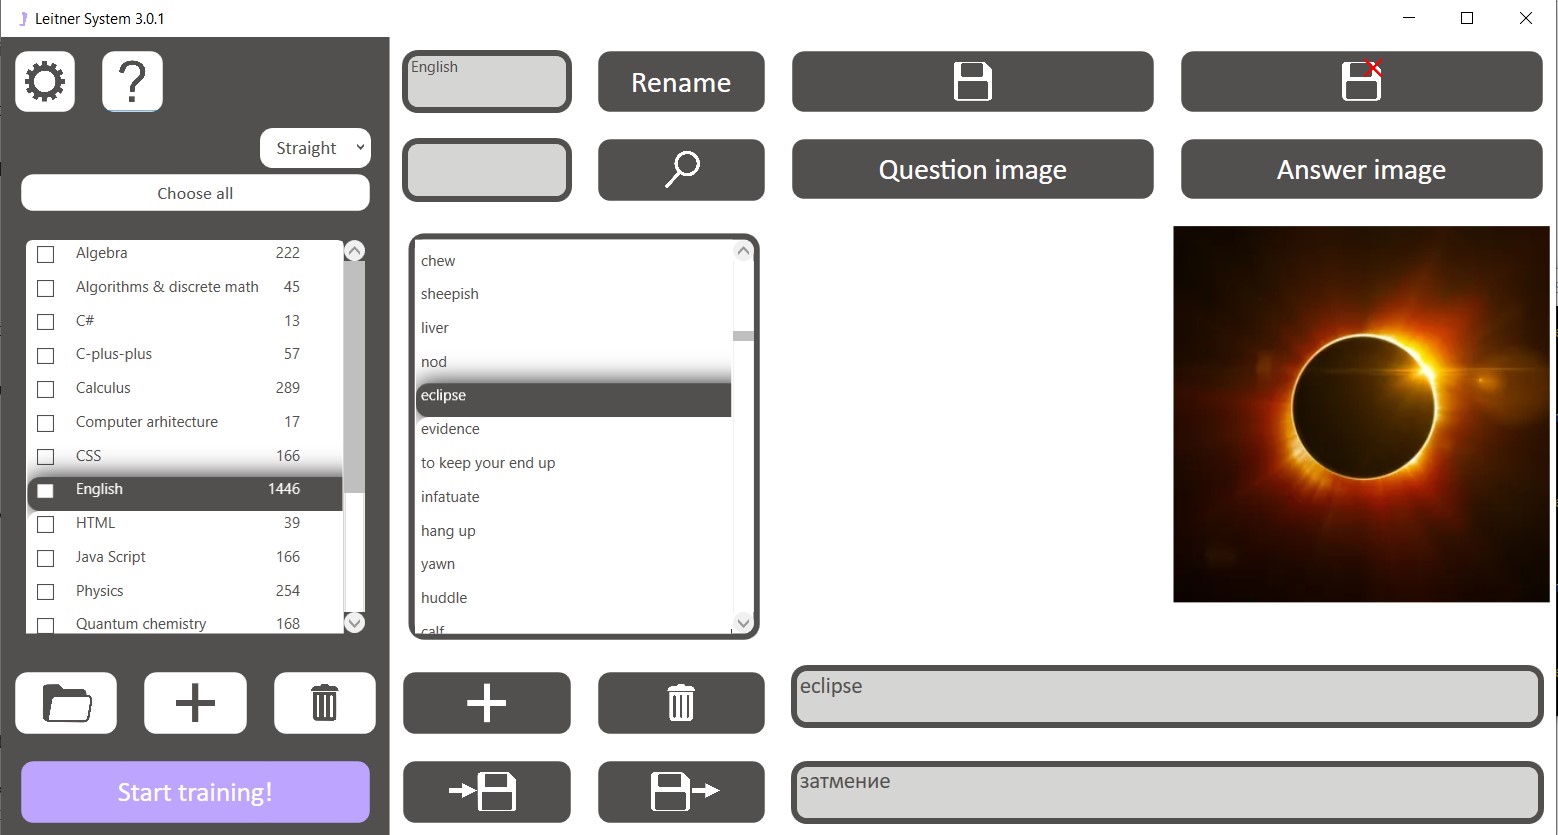 Leitner System 3.0.1
Straight
Choose all
Algebra 222
Algorithms & discrete math 45
C# 13
C-plus-plus 57
Calculus 289
Computer arhitecture 17
CSS 166
English 1446
HTML 39
Java Script 166
Physics 254
Quantum chemistry 168
Start training!
English
Rename
chew
sheepish
liver
nod
eclipse
evidence
to keep your end up
infatuate
hang up
yawn
huddle
calf
Question image
Answer image
eclipse
затмение